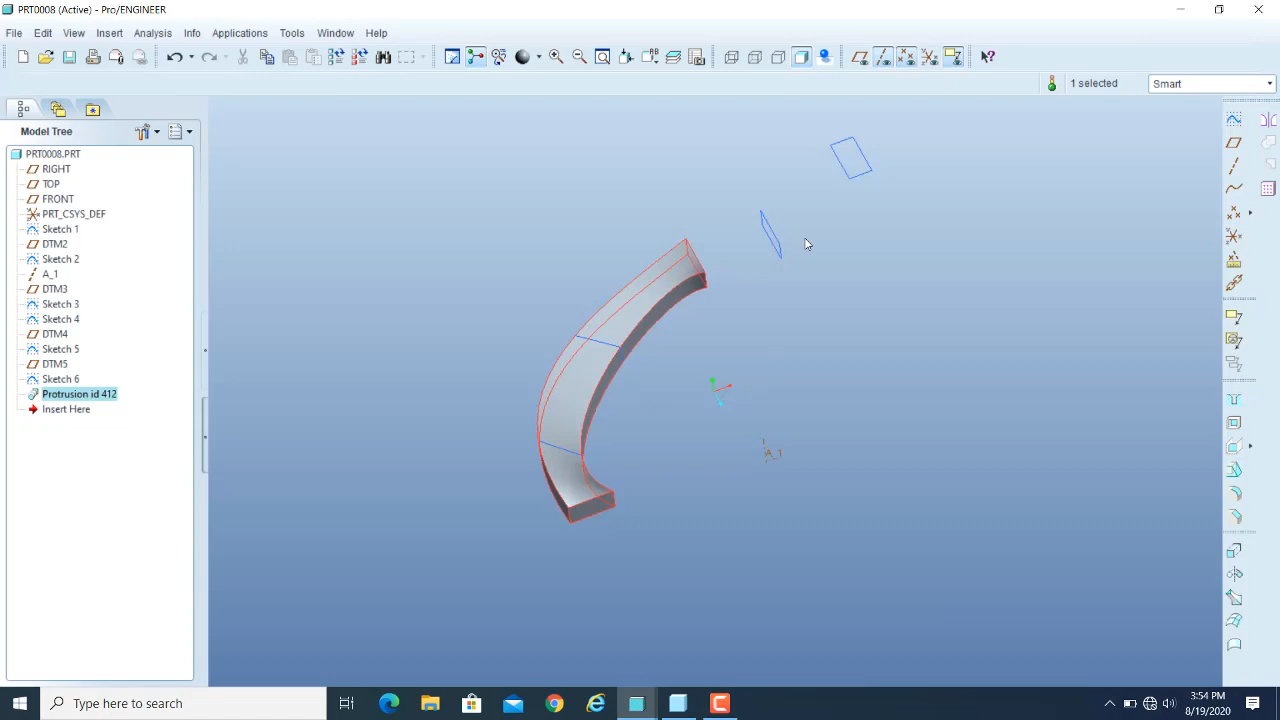 PRT0008 (Active) - Pro/ENGINEER
File Edit View Insert Analysis Info Applications Tools Window Help
1 selected
Smart
Model Tree
PRT0008.PRT
RIGHT
TOP
FRONT
PRT_CSYS_DEF
Sketch 1
DTM2
Sketch 2
A_1
DTM3
Sketch 3
Sketch 4
DTM4
Sketch 5
DTM5
Sketch 6
Protrusion id 412
Insert Here
A_1
Type here to search
3:54 PM
8/19/2020